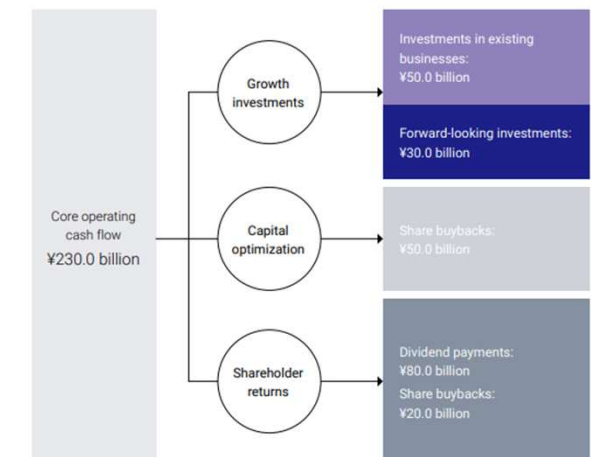 Core operating
cash flow
¥230.0 billion
Growth
investments
Investments in existing
businesses:
¥50.0 billion
Forward-looking investments:
¥30.0 billion
Capital
optimization
Share buybacks:
¥50.0 billion
Shareholder
returns
Dividend payments:
¥80.0 billion
Share buybacks:
¥20.0 billion